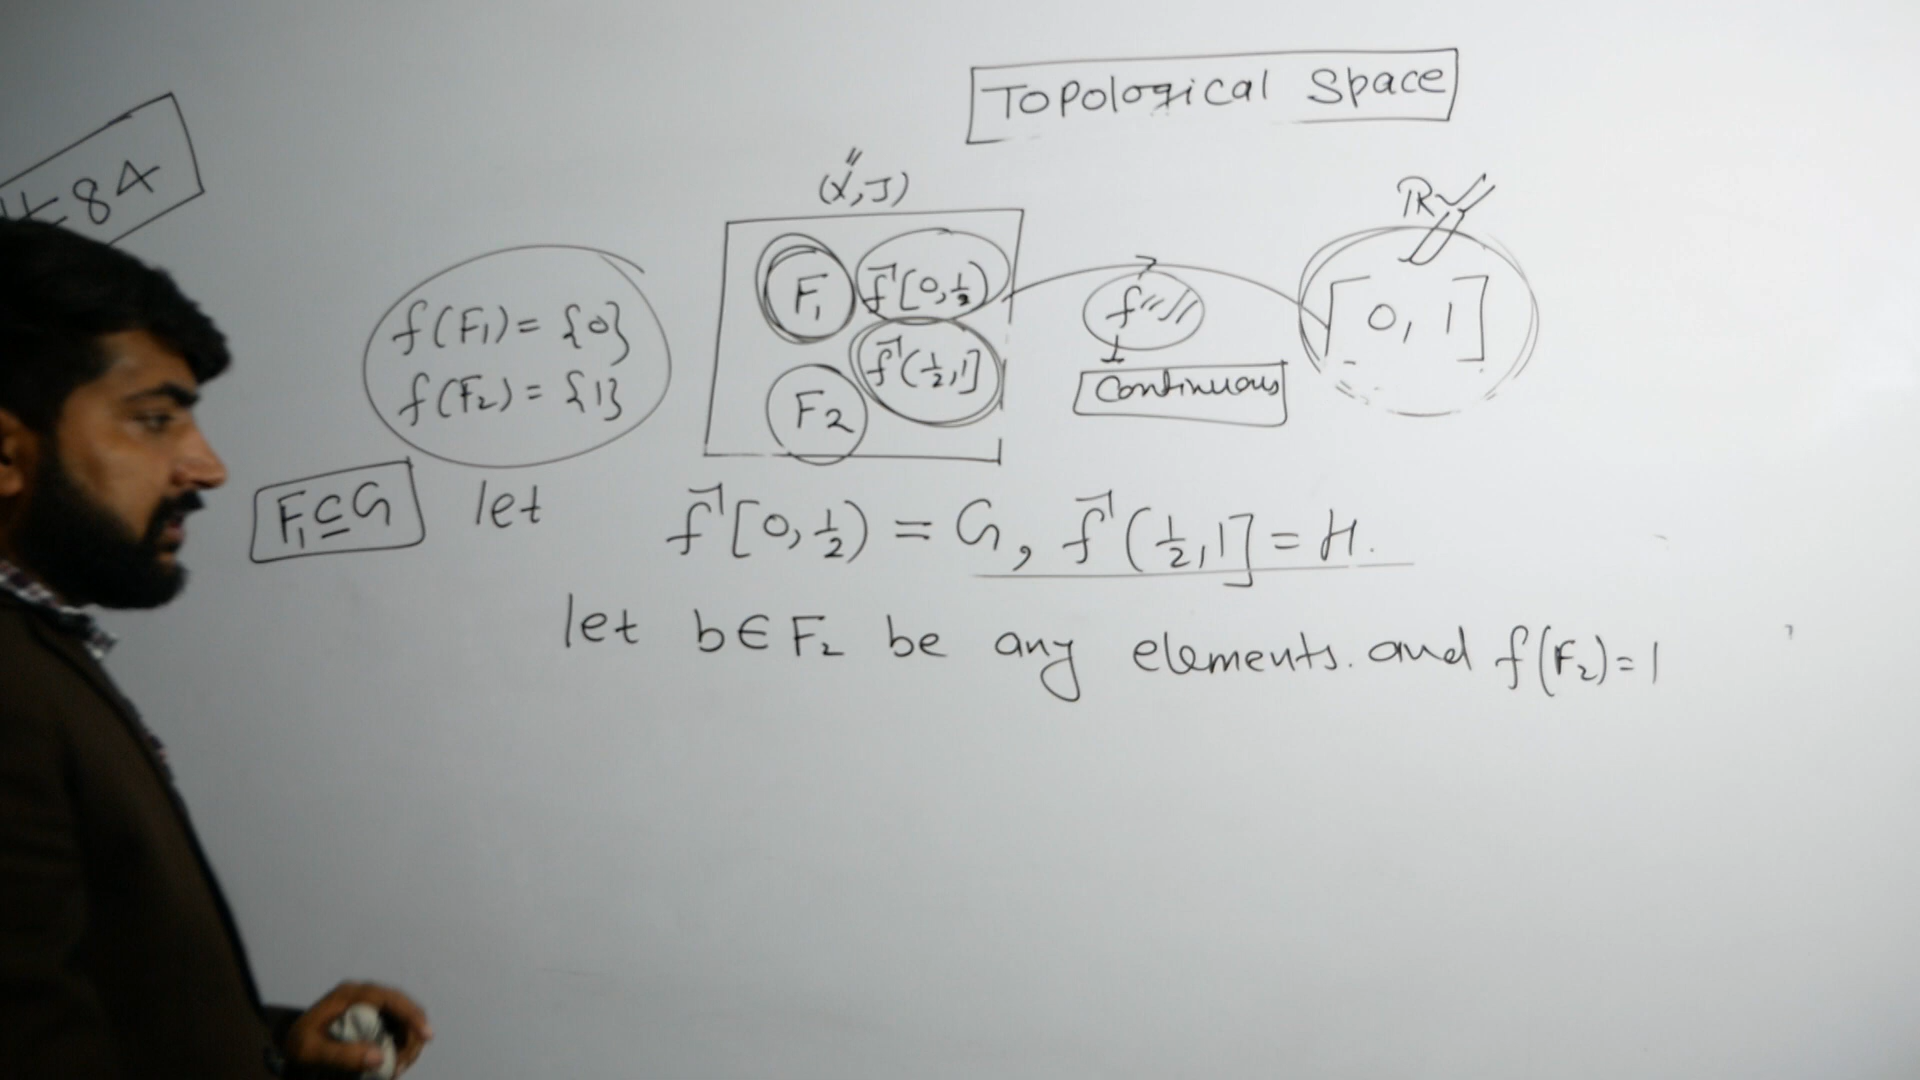 Topological Space
#84
(X, J)
IR
F₁ f⁻¹[0,½)
f
[0, 1]
f(F₁) = {0}
f⁻¹(½,1]
f(F₂) = {1}
Continuous
F₂
F₁⊆G let f⁻¹[0,½) = G, f⁻¹(½,1] = H.
let b∈F₂ be any elements. and f(F₂)=1